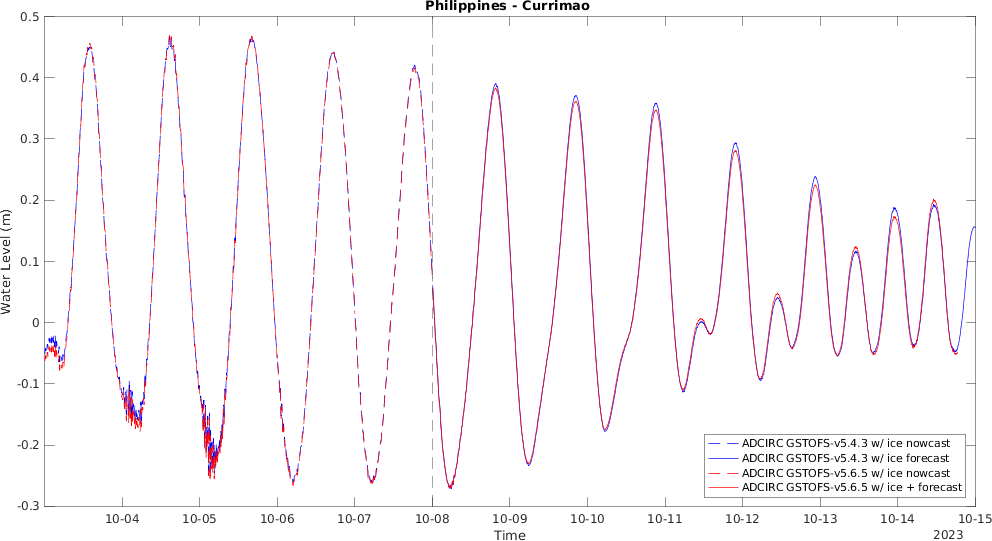 Philippines - Currimao
0.5
0.4
0.3
0.2
0.1
0
-0.1
-0.2
-0.3
Water Level (m)
ADCIRC GSTOFS-v5.4.3 w/ ice nowcast
ADCIRC GSTOFS-v5.4.3 w/ ice forecast
ADCIRC GSTOFS-v5.6.5 w/ ice nowcast
ADCIRC GSTOFS-v5.6.5 w/ ice + forecast
10-04 10-05 10-06 10-07 10-08 10-09 10-10 10-11 10-12 10-13 10-14 10-15
Time
2023